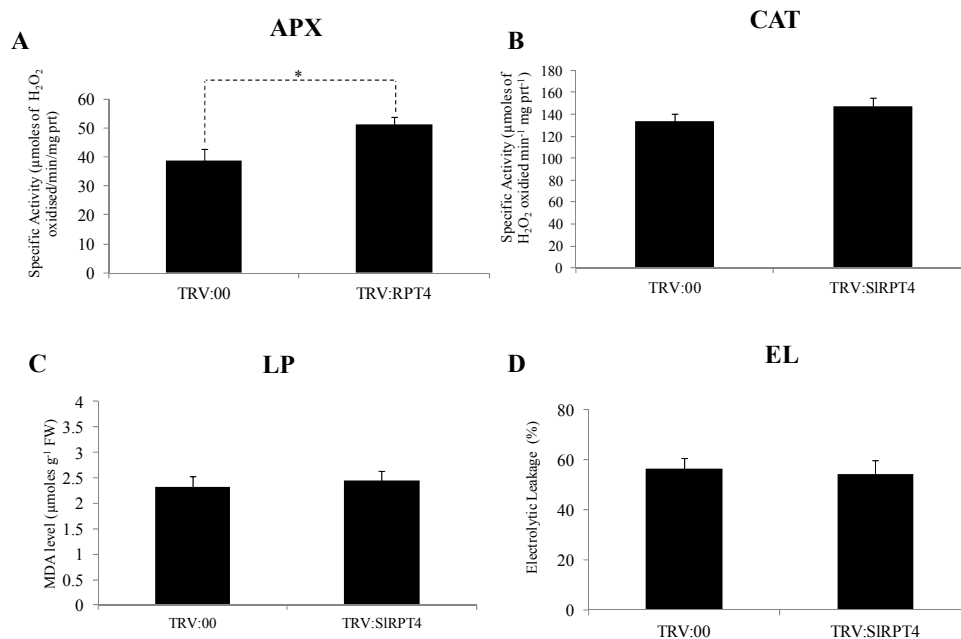 A
APX
Specific Activity (μmoles of H₂O₂
oxidised/min/mg prt)
60
50
40
30
20
10
0
*
TRV:00
TRV:RPT4
B
CAT
Specific Activity (μmoles of
H₂O₂ oxidied min⁻¹ mg prt⁻¹)
180
160
140
120
100
80
60
40
20
0
TRV:00
TRV:SlRPT4
C
LP
MDA level (μmoles g⁻¹ FW)
4
3.5
3
2.5
2
1.5
1
0.5
0
TRV:00
TRV:SlRPT4
D
EL
Electrolytic Leakage (%)
80
60
40
20
0
TRV:00
TRV:SlRPT4